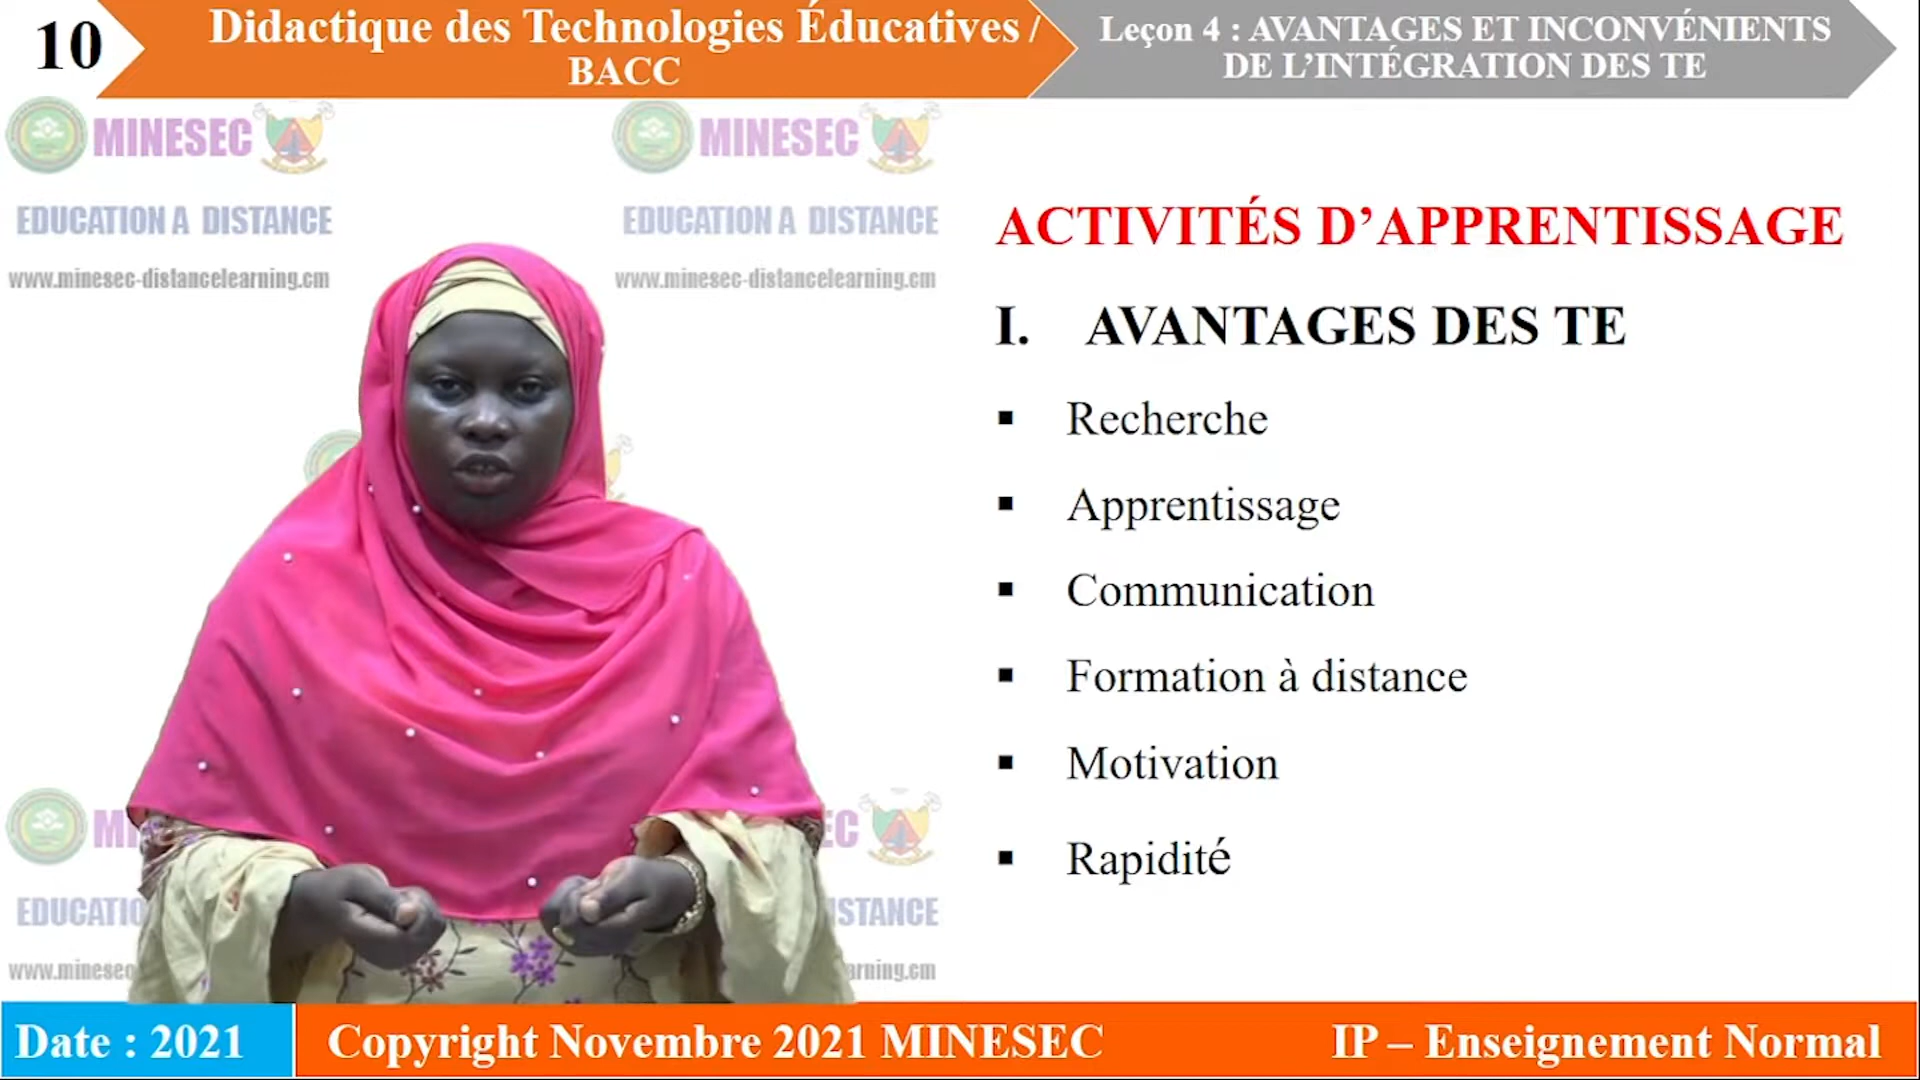 10
Didactique des Technologies Éducatives /
BACC
Leçon 4 : AVANTAGES ET INCONVÉNIENTS
DE L'INTÉGRATION DES TE
MINESEC
MINESEC
EDUCATION A DISTANCE
EDUCATION A DISTANCE
www.minesec-distancelearning.cm
www.minesec-distancelearning.cm
ACTIVITÉS D'APPRENTISSAGE
I. AVANTAGES DES TE
▪ Recherche
▪ Apprentissage
▪ Communication
▪ Formation à distance
▪ Motivation
▪ Rapidité
Date : 2021
Copyright Novembre 2021 MINESEC
IP – Enseignement Normal